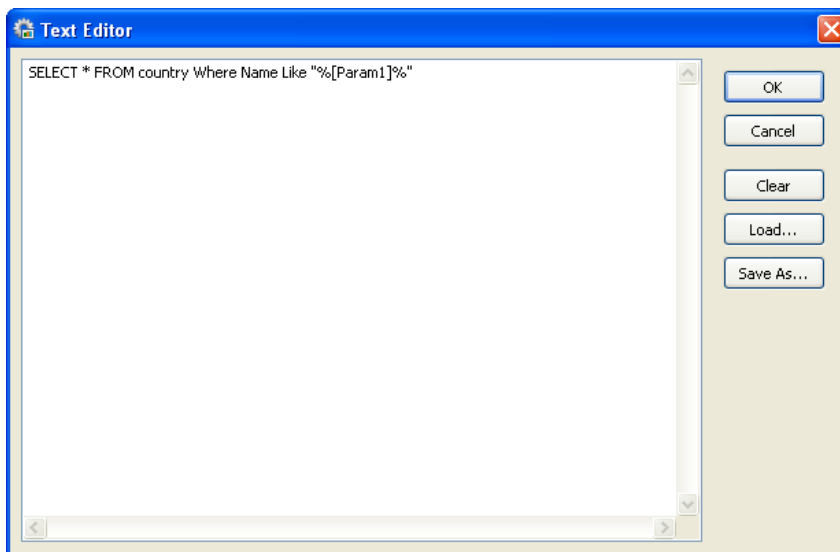 Text Editor
SELECT * FROM country Where Name Like "%[Param1]%"
OK
Cancel
Clear
Load...
Save As...